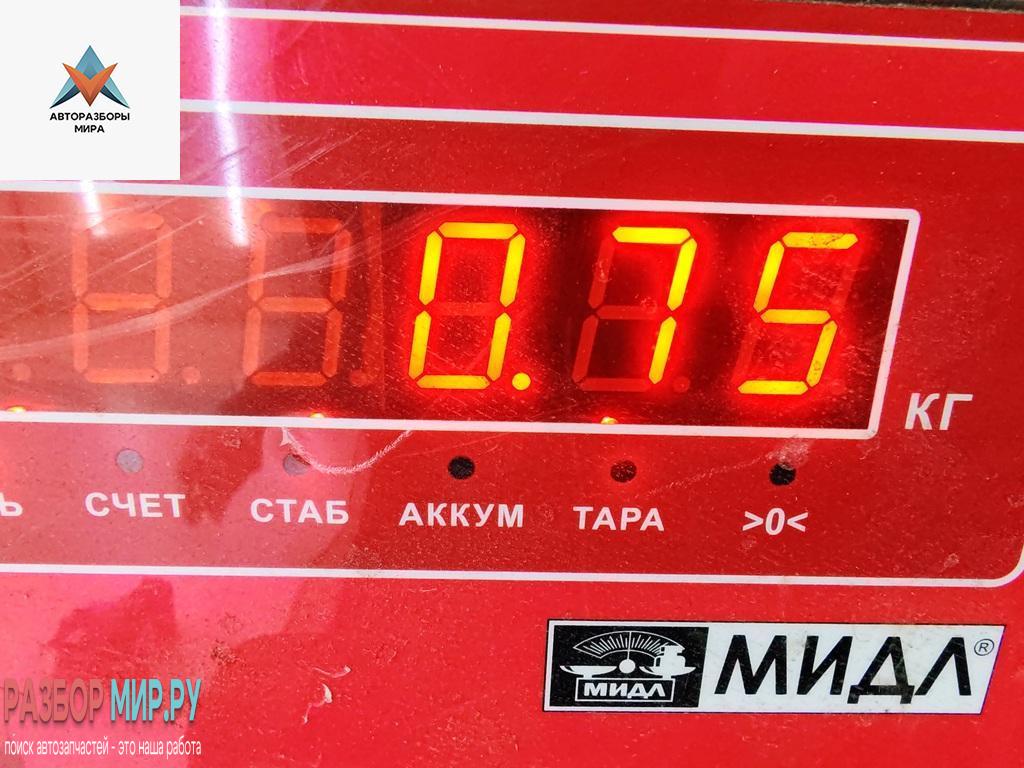 АВТОРАЗБОРЫ
МИРА
0.75
КГ
Ь СЧЕТ СТАБ АККУМ ТАРА >0<
МИДЛ МИДЛ®
РАЗБОР МИР.РУ
поиск автозапчастей - это наша работа